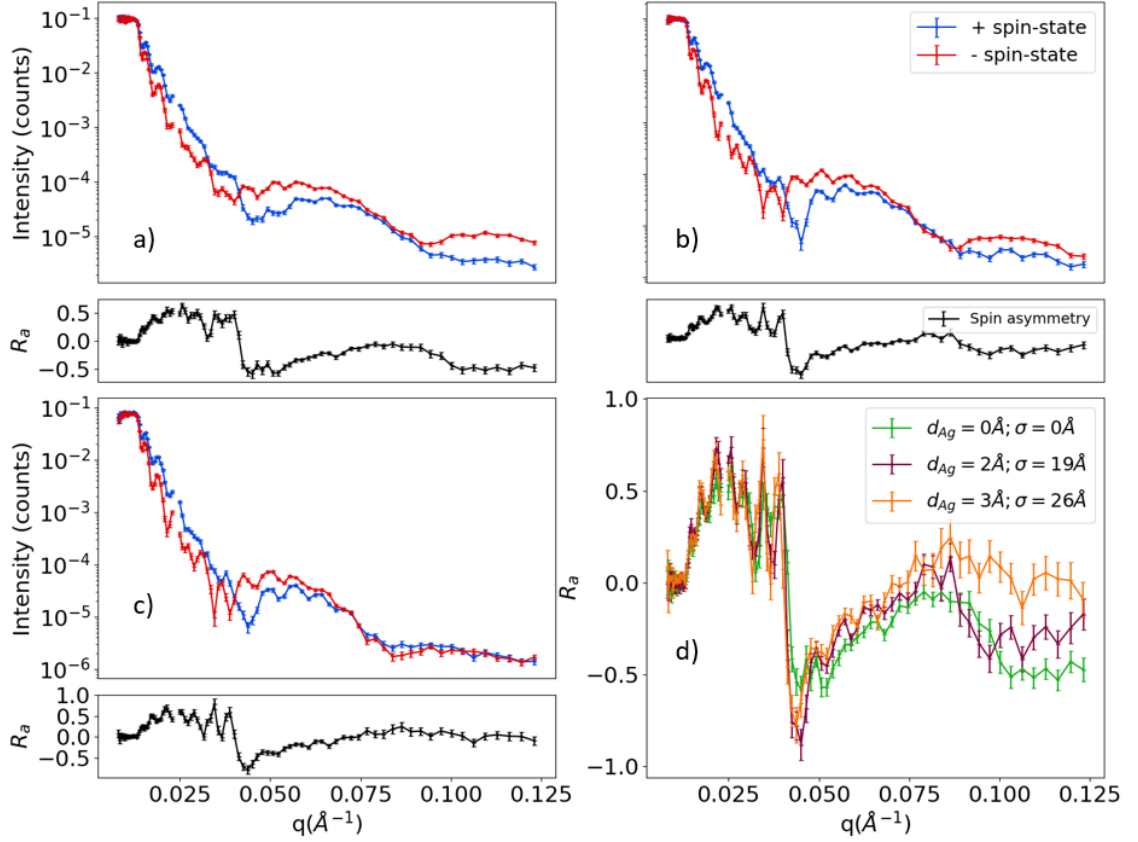 10⁻¹
10⁻²
10⁻³
10⁻⁴
10⁻⁵
Intensity (counts)
a)
+ spin-state
- spin-state
b)
0.5
0.0
−0.5
Rₐ
Spin asymmetry
10⁻¹
10⁻²
10⁻³
10⁻⁴
10⁻⁵
10⁻⁶
Intensity (counts)
c)
1.0
0.5
0.0
−0.5
Rₐ
0.025 0.050 0.075 0.100 0.125
q(Å⁻¹)
1.0
0.5
0.0
−0.5
−1.0
Rₐ
d_Ag = 0Å; σ = 0Å
d_Ag = 2Å; σ = 19Å
d_Ag = 3Å; σ = 26Å
d)
0.025 0.050 0.075 0.100 0.125
q(Å⁻¹)